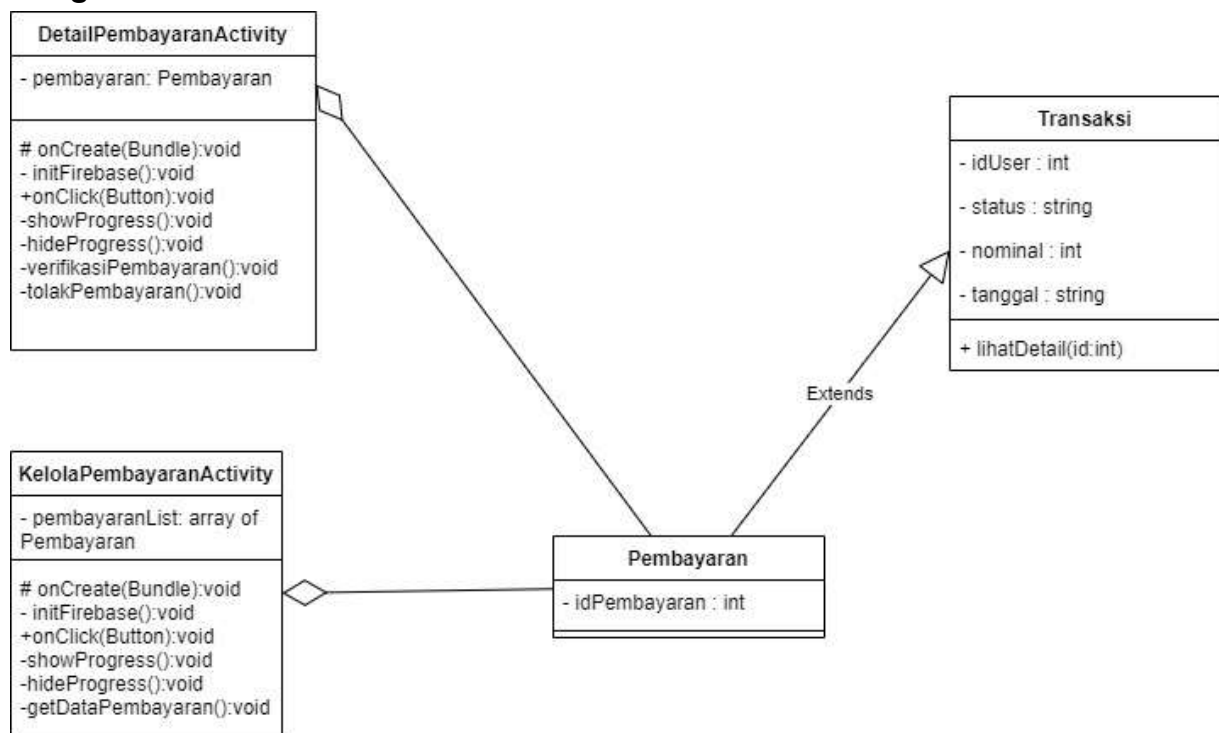 DetailPembayaranActivity
- pembayaran: Pembayaran
# onCreate(Bundle):void
- initFirebase():void
+onClick(Button):void
-showProgress():void
-hideProgress():void
-verifikasiPembayaran():void
-tolakPembayaran():void
Transaksi
- idUser : int
- status : string
- nominal : int
- tanggal : string
+ lihatDetail(id:int)
Extends
KelolaPembayaranActivity
- pembayaranList: array of
Pembayaran
# onCreate(Bundle):void
- initFirebase():void
+onClick(Button):void
-showProgress():void
-hideProgress():void
-getDataPembayaran():void
Pembayaran
- idPembayaran : int